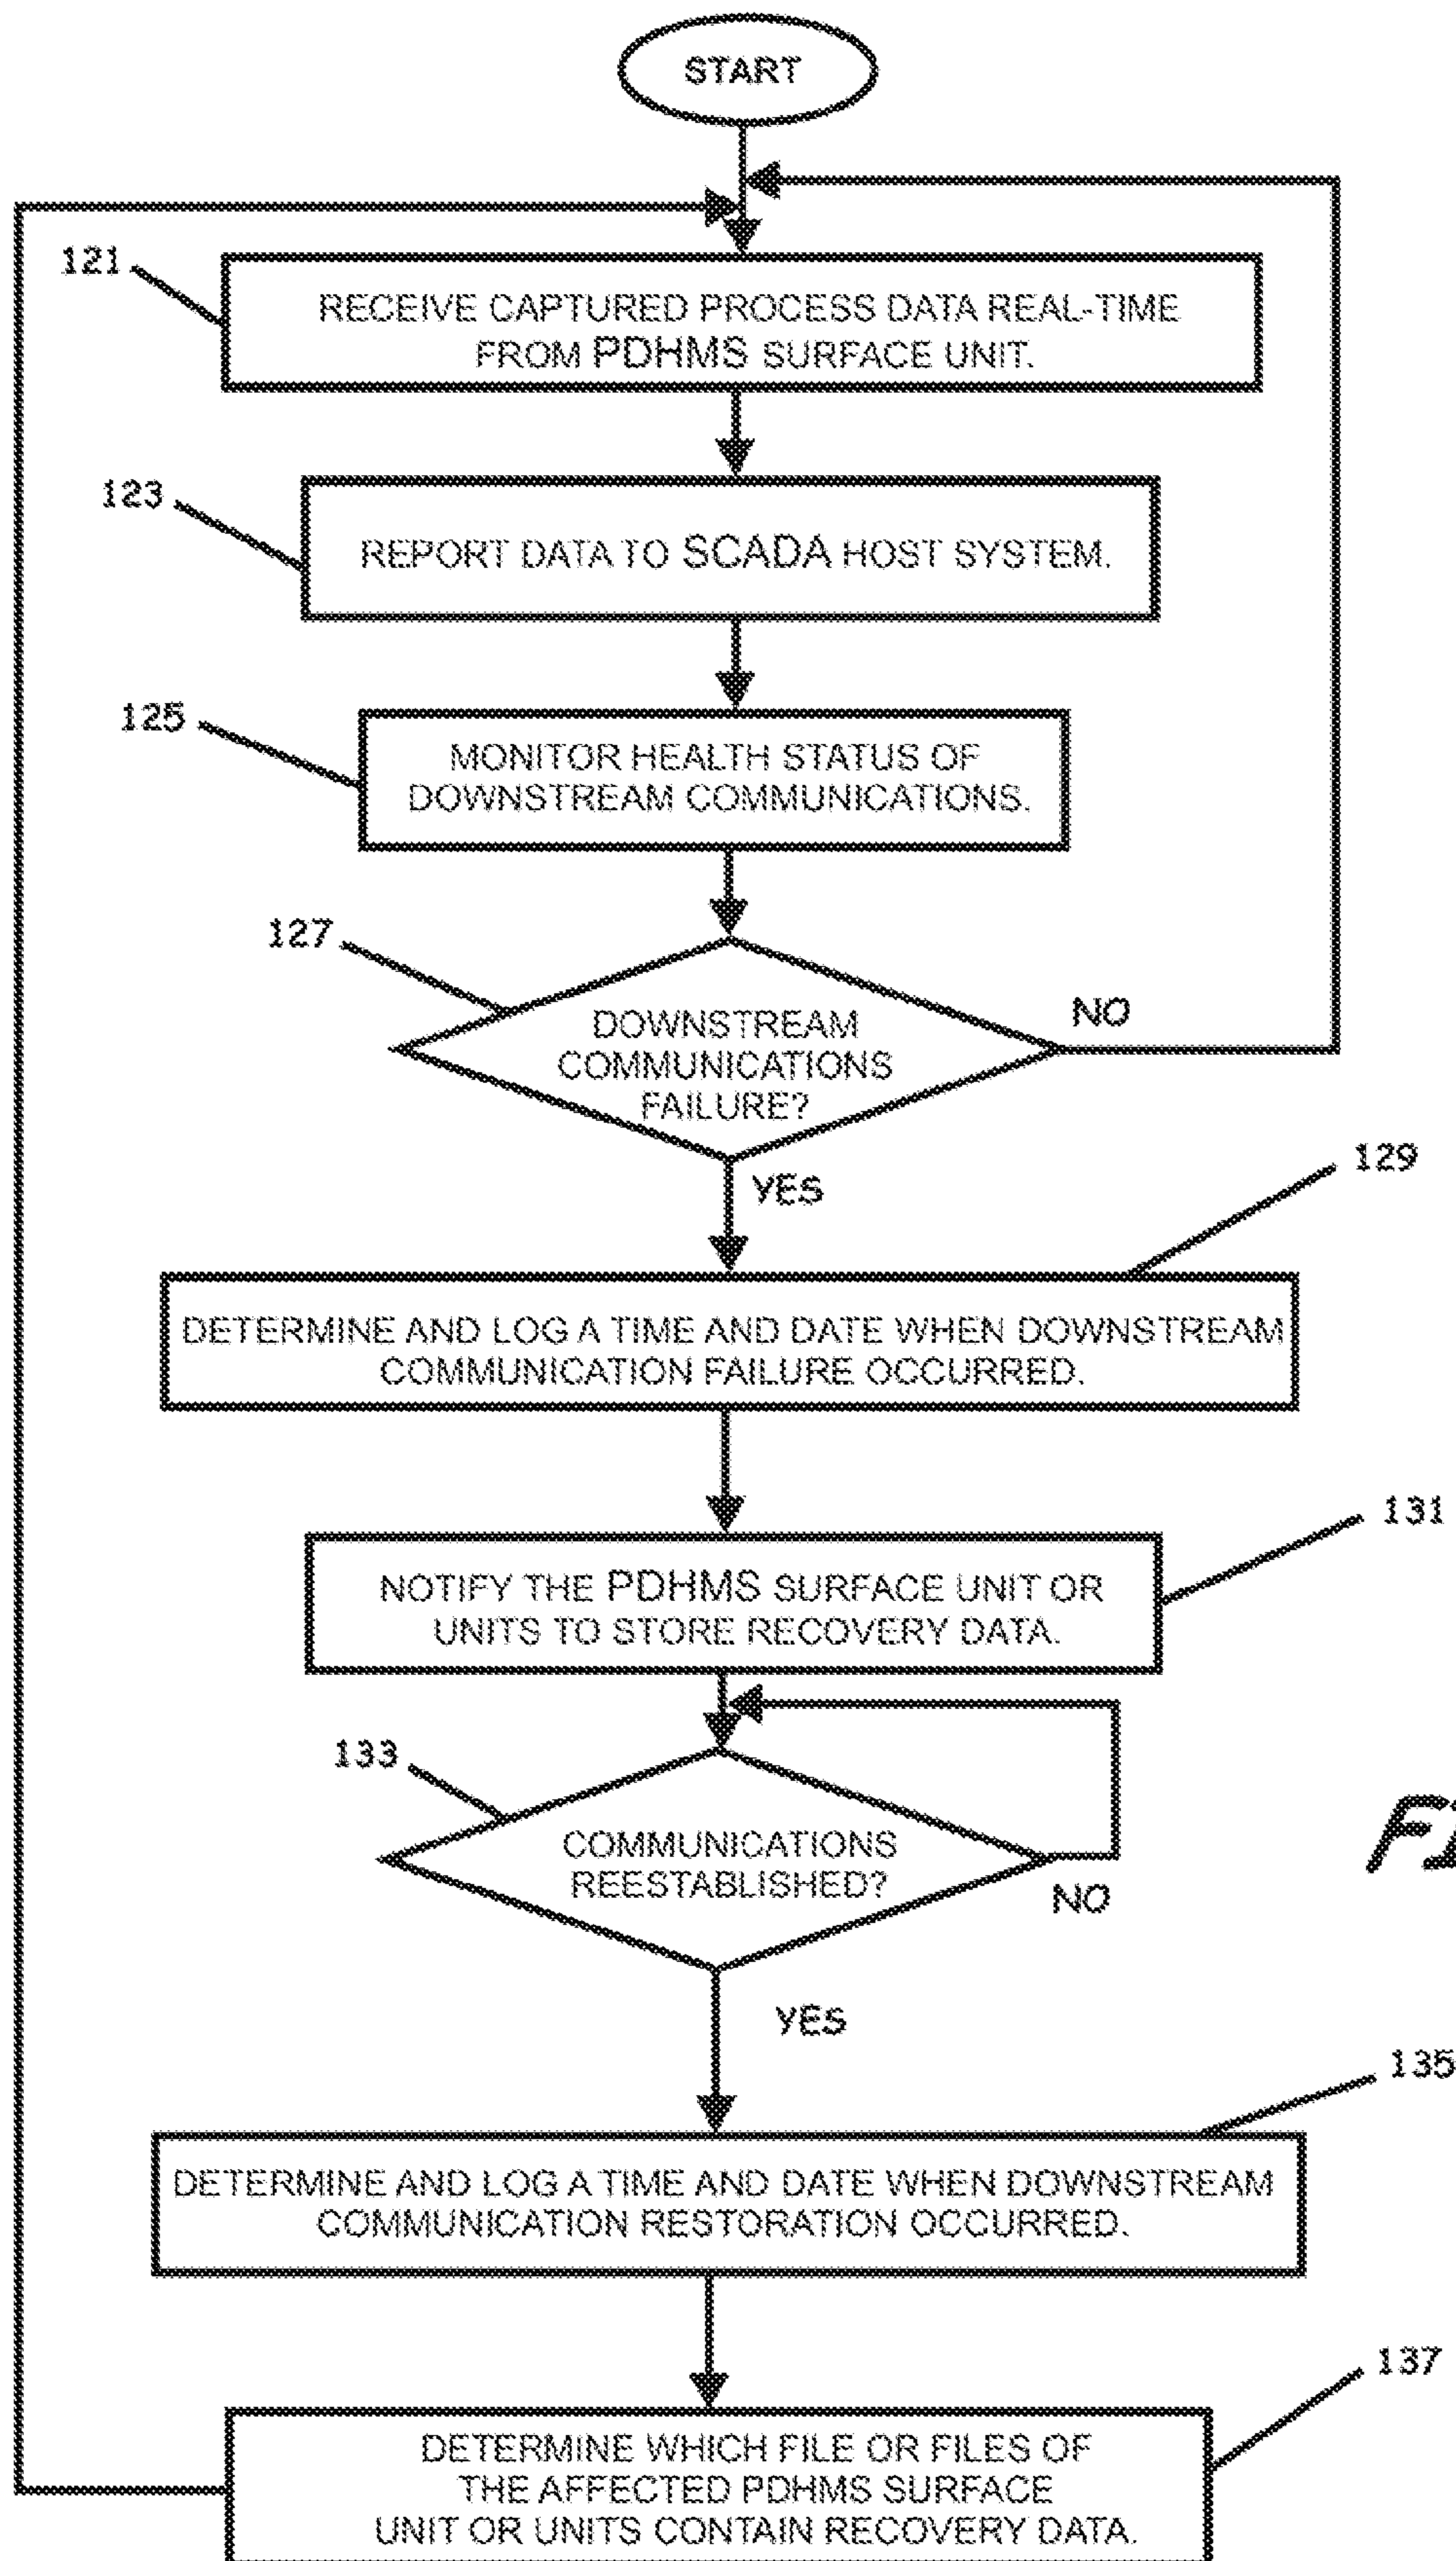 START
121
RECEIVE CAPTURED PROCESS DATA REAL-TIME
FROM PDHMS SURFACE UNIT.
123
REPORT DATA TO SCADA HOST SYSTEM.
125
MONITOR HEALTH STATUS OF
DOWNSTREAM COMMUNICATIONS.
127
DOWNSTREAM
COMMUNICATIONS
FAILURE?
NO
YES
129
DETERMINE AND LOG A TIME AND DATE WHEN DOWNSTREAM
COMMUNICATION FAILURE OCCURRED.
131
NOTIFY THE PDHMS SURFACE UNIT OR
UNITS TO STORE RECOVERY DATA.
133
COMMUNICATIONS
REESTABLISHED?
NO
YES
135
DETERMINE AND LOG A TIME AND DATE WHEN DOWNSTREAM
COMMUNICATION RESTORATION OCCURRED.
137
DETERMINE WHICH FILE OR FILES OF
THE AFFECTED PDHMS SURFACE
UNIT OR UNITS CONTAIN RECOVERY DATA.